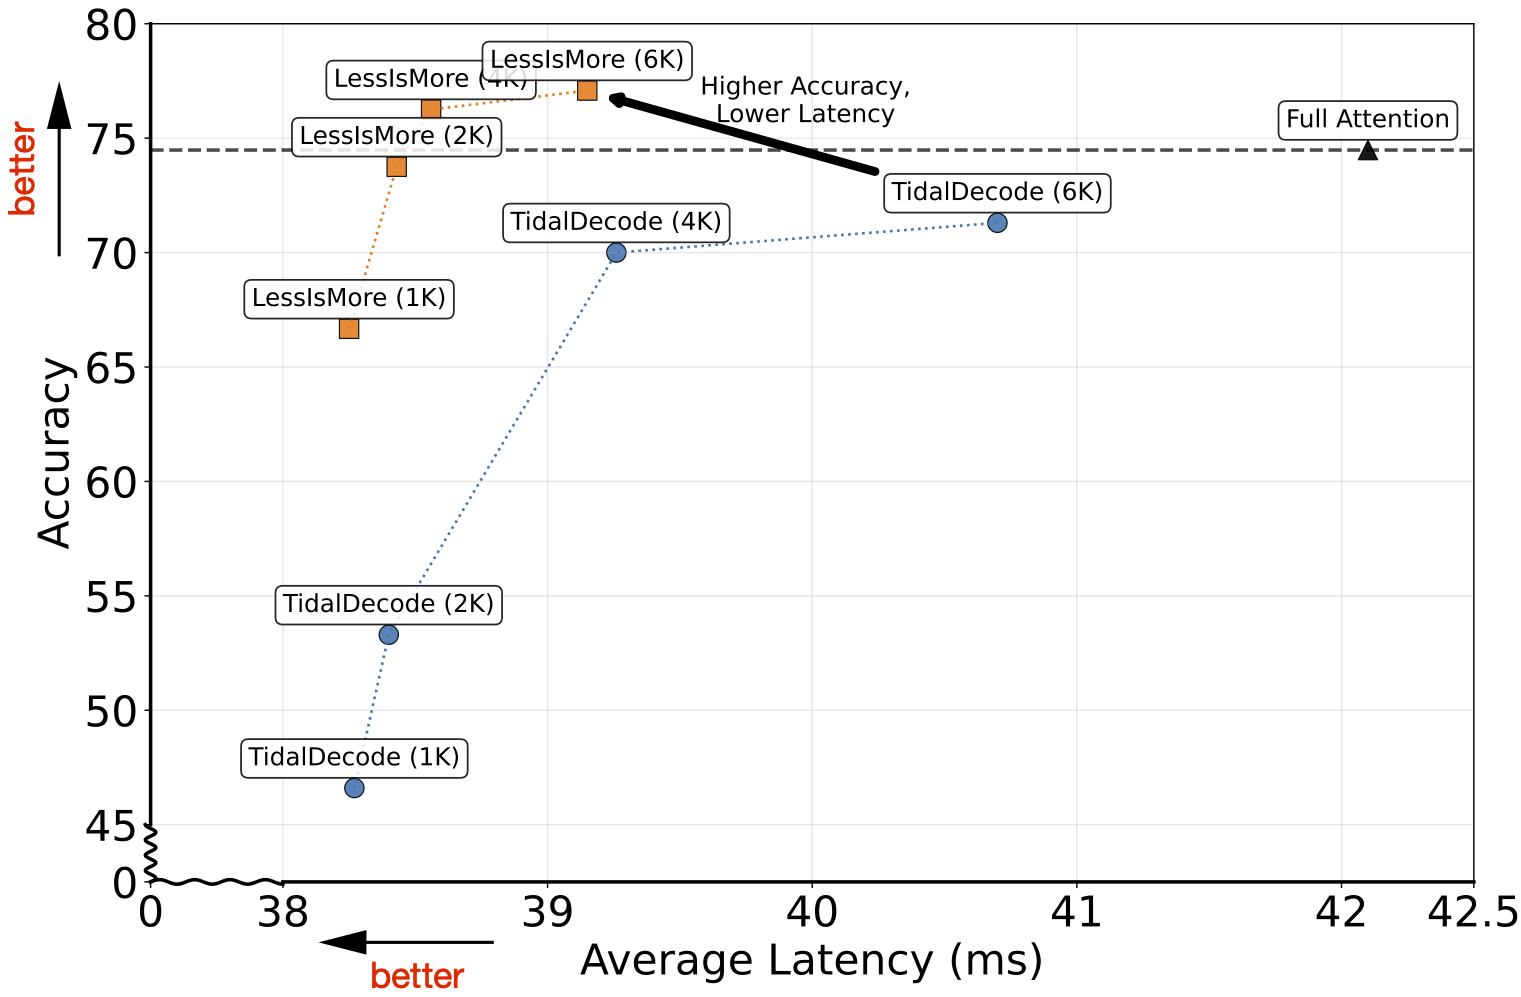 80
75
70
65
60
55
50
45
0
better
Accuracy
LessIsMore (6K)
LessIsMore (4K)
Higher Accuracy,
Lower Latency
Full Attention
LessIsMore (2K)
TidalDecode (6K)
TidalDecode (4K)
LessIsMore (1K)
TidalDecode (2K)
TidalDecode (1K)
0 38 39 40 41 42 42.5
Average Latency (ms)
better